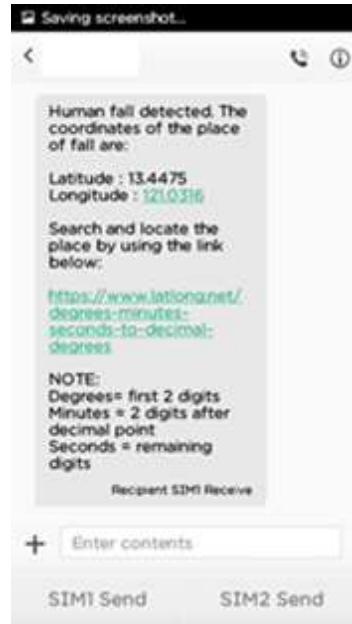 Saving screenshot...
Human fall detected. The
coordinates of the place
of fall are:
Latitude : 13.4475
Longitude : 121.0316
Search and locate the
place by using the link
below:
https://www.latlong.net/
degrees-minutes-
seconds-to-decimal-
degrees
NOTE:
Degrees= first 2 digits
Minutes = 2 digits after
decimal point
Seconds = remaining
digits
Recipient SIM1 Receive
Enter contents
SIM1 Send SIM2 Send